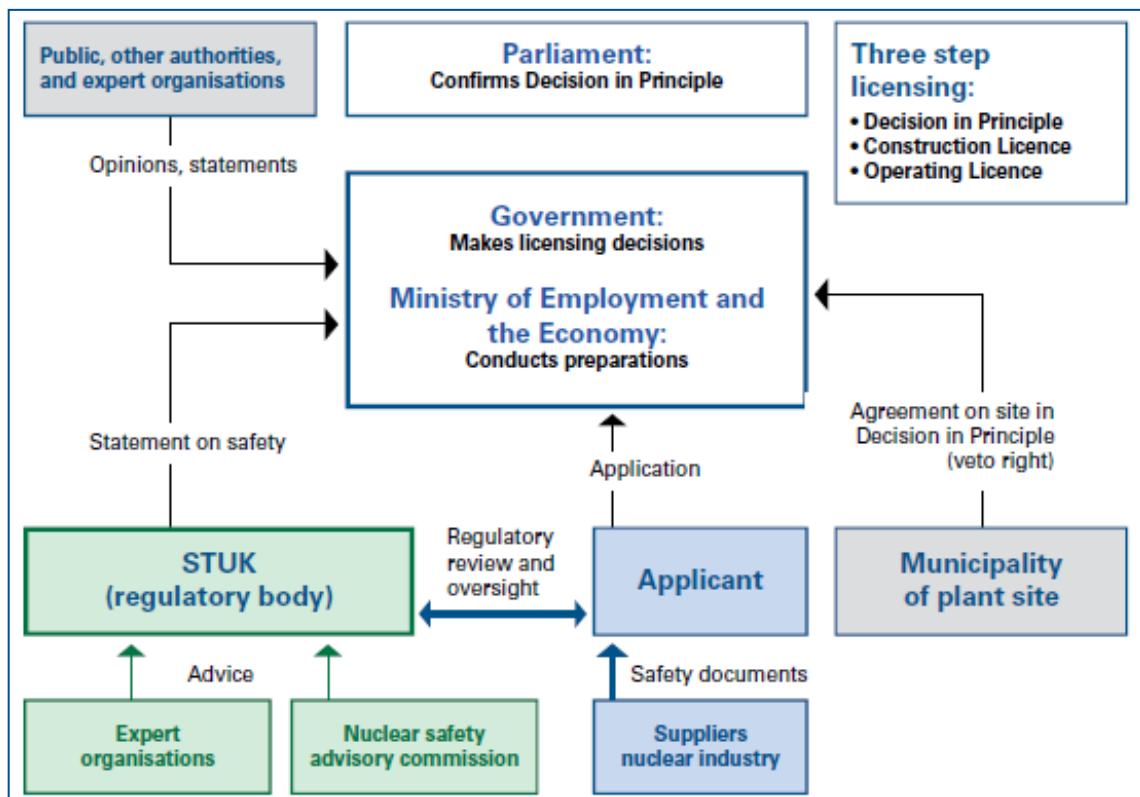 Public, other authorities,
and expert organisations
Parliament:
Confirms Decision in Principle
Three step
licensing:
• Decision in Principle
• Construction Licence
• Operating Licence
Opinions, statements
Government:
Makes licensing decisions
Ministry of Employment and
the Economy:
Conducts preparations
Statement on safety
Application
Agreement on site in
Decision in Principle
(veto right)
STUK
(regulatory body)
Regulatory
review and
oversight
Applicant
Municipality
of plant site
Advice
Safety documents
Expert
organisations
Nuclear safety
advisory commission
Suppliers
nuclear industry